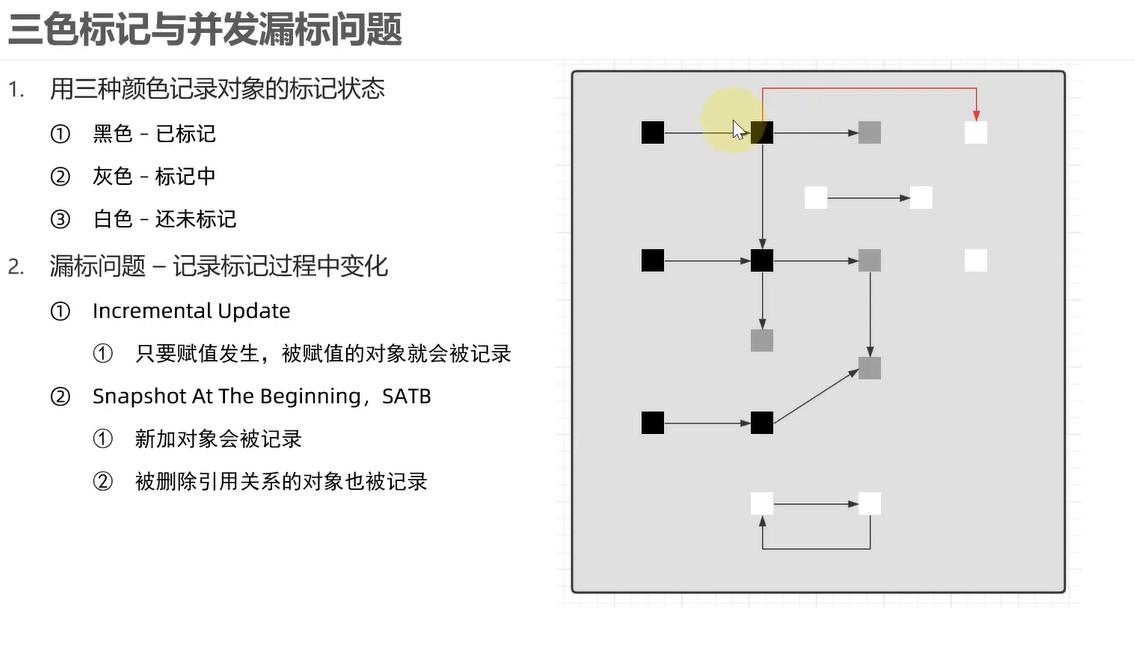 三色标记与并发漏标问题
1. 用三种颜色记录对象的标记状态
① 黑色 – 已标记
② 灰色 – 标记中
③ 白色 – 还未标记
2. 漏标问题 – 记录标记过程中变化
① Incremental Update
① 只要赋值发生，被赋值的对象就会被记录
② Snapshot At The Beginning，SATB
① 新加对象会被记录
② 被删除引用关系的对象也被记录